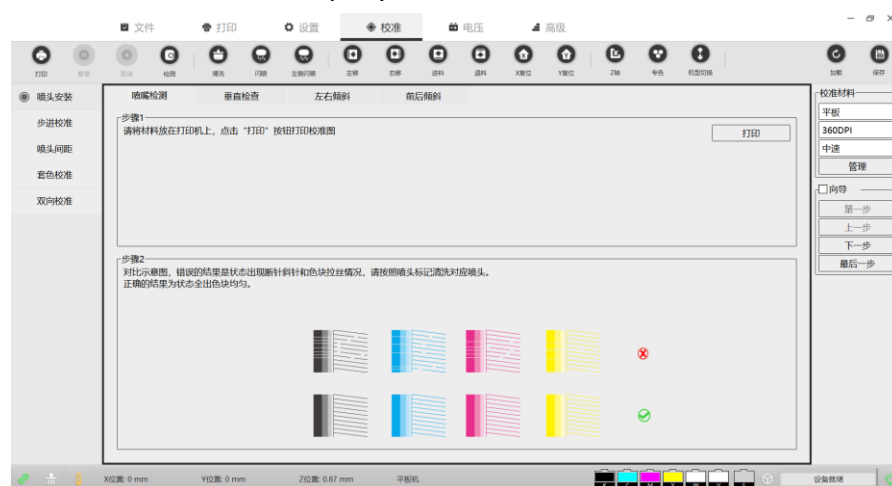 文件 打印 设置 校准 电压 高级
打印 暂停 取消 检测 清洗 闪喷 左侧闪喷 左移 右移 进料 退料 X复位 Y复位 Z轴 专色 机型切换 加载 保存
喷头安装
步进校准
喷头间距
套色校准
双向校准
喷嘴检测 垂直检查 左右倾斜 前后倾斜
步骤1
请将材料放在打印机上，点击 “打印” 按钮打印校准图
打印
步骤2
对比示意图，错误的结果是状态出现断针斜针和色块拉丝情况，请按照喷头标记清洗对应喷头。
正确的结果为状态全出色块均匀。
校准材料
平板
360DPI
中速
管理
向导
第一步
上一步
下一步
最后一步
X位置: 0 mm Y位置: 0 mm Z位置: 0.87 mm 平板机 设备就绪